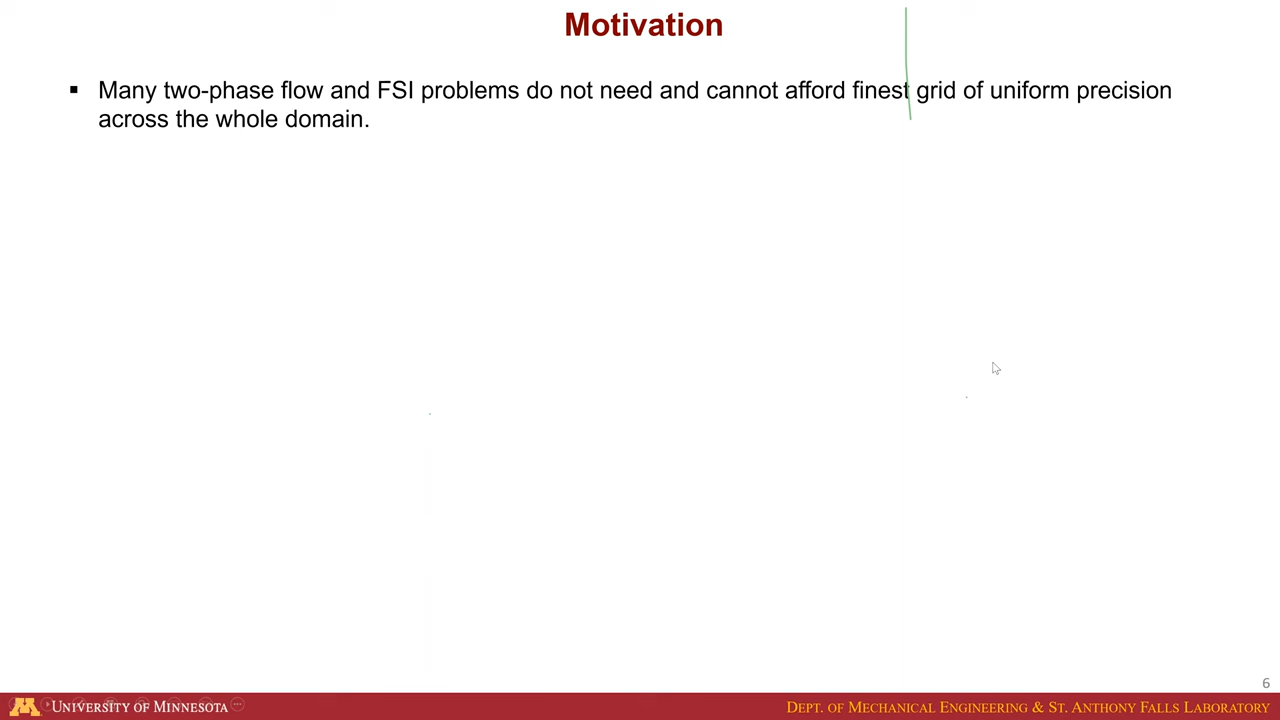 Motivation
▪ Many two-phase flow and FSI problems do not need and cannot afford finest grid of uniform precision
across the whole domain.
6
UNIVERSITY OF MINNESOTA
DEPT. OF MECHANICAL ENGINEERING & ST. ANTHONY FALLS LABORATORY